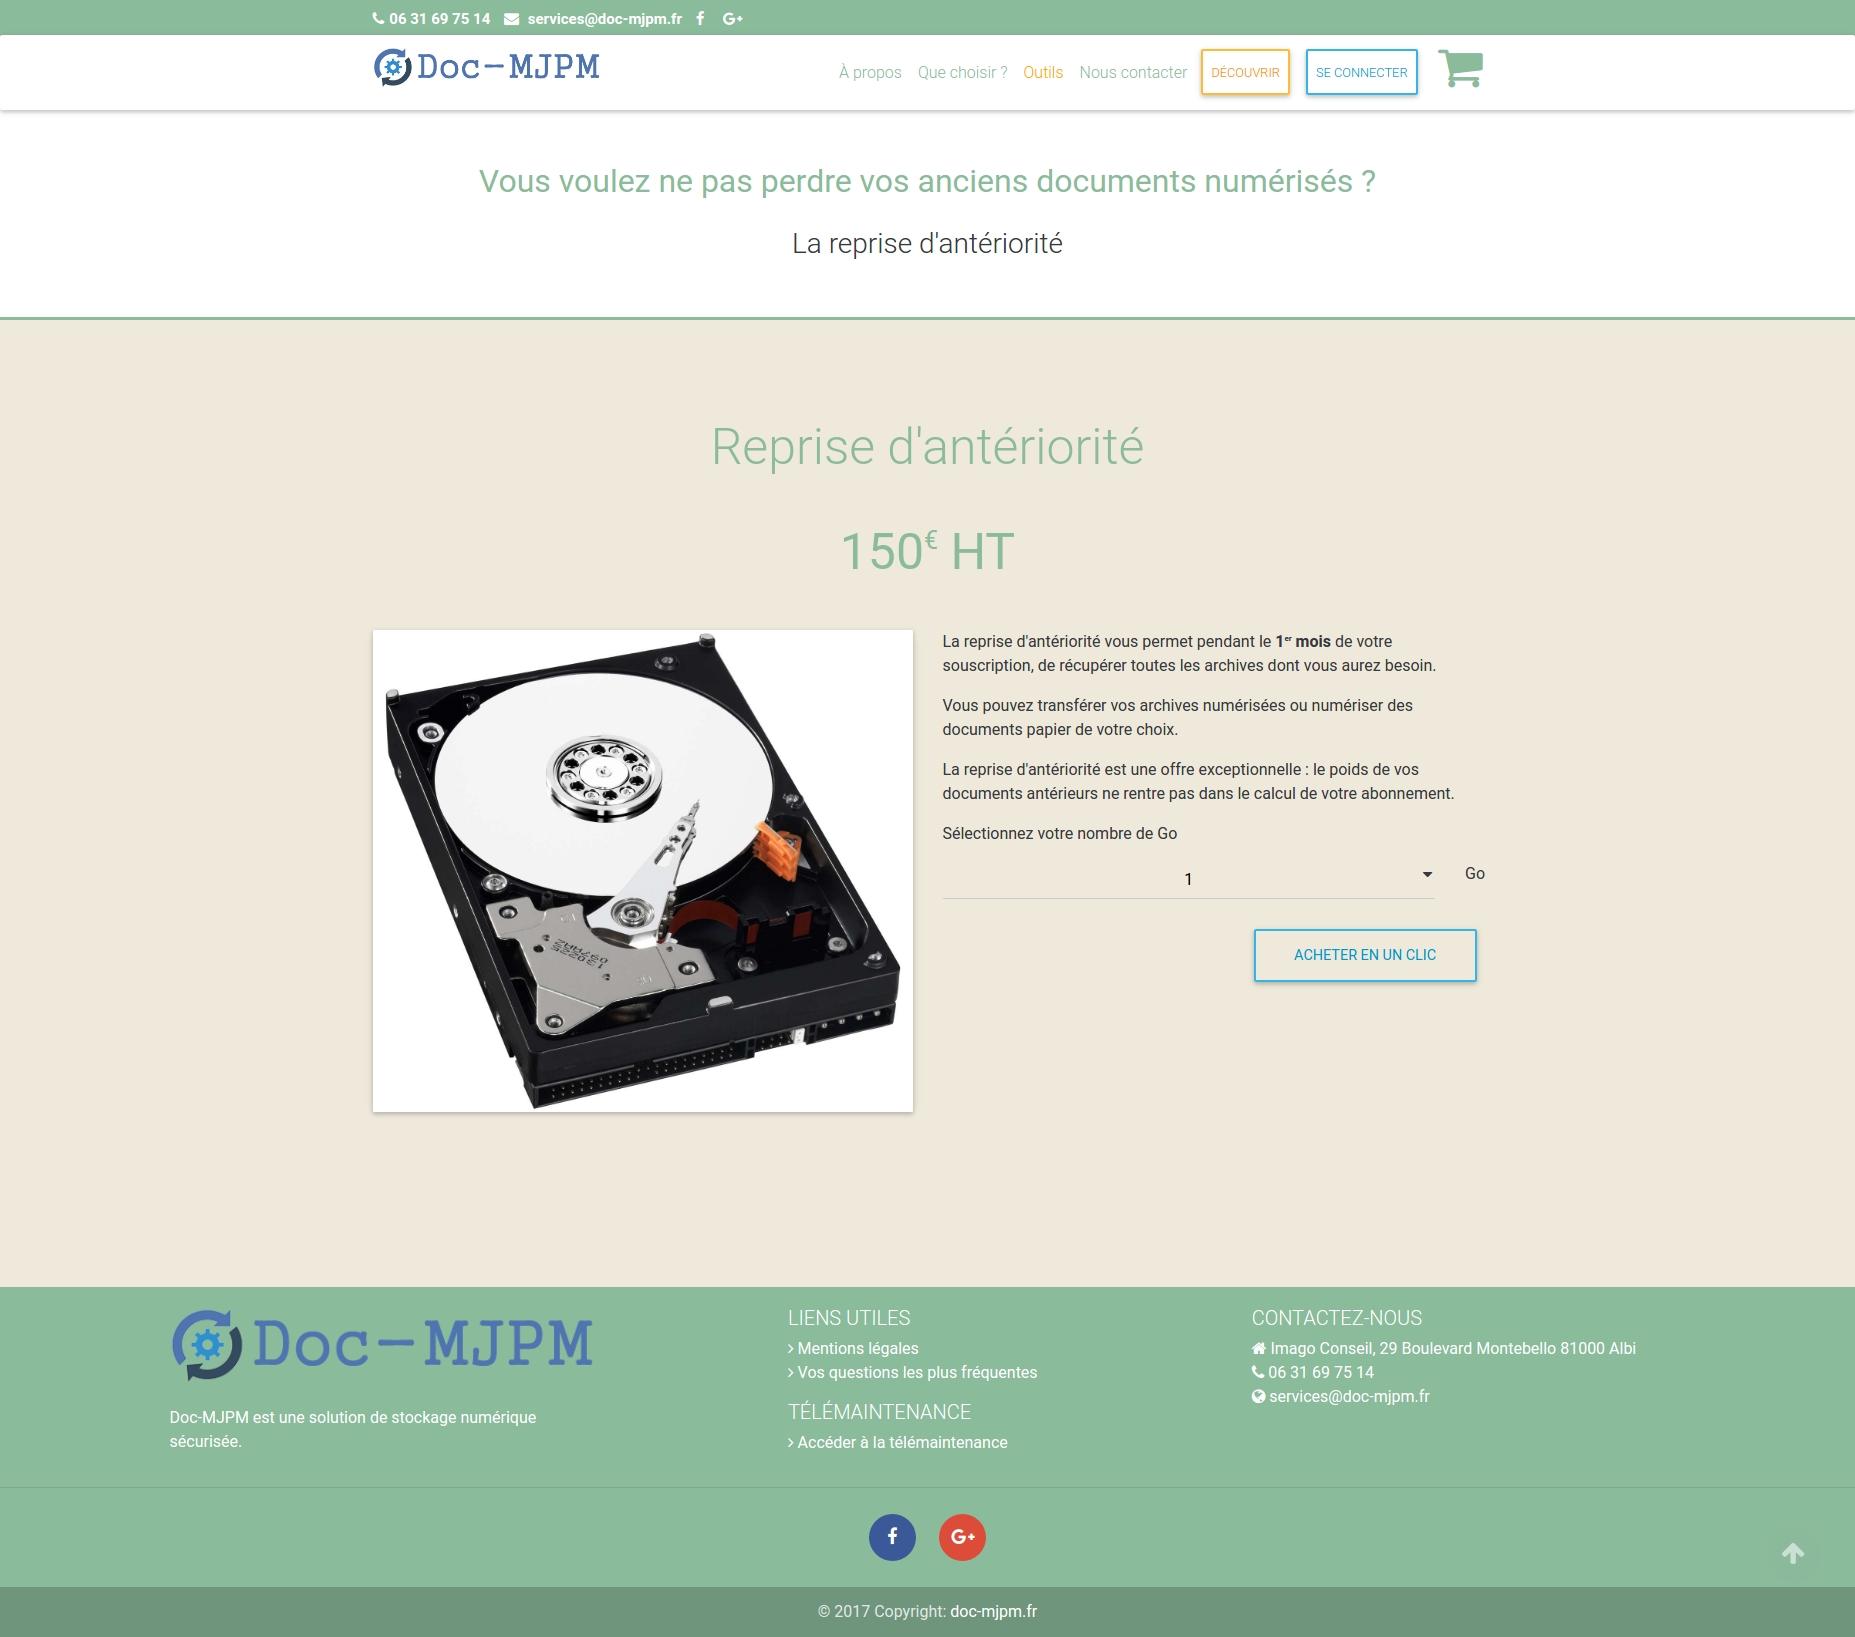 06 31 69 75 14 services@doc-mjpm.fr
Doc-MJPM
À propos Que choisir ? Outils Nous contacter DÉCOUVRIR SE CONNECTER
Vous voulez ne pas perdre vos anciens documents numérisés ?
La reprise d'antériorité
Reprise d'antériorité
150€ HT
La reprise d'antériorité vous permet pendant le 1er mois de votre
souscription, de récupérer toutes les archives dont vous aurez besoin.
Vous pouvez transférer vos archives numérisées ou numériser des
documents papier de votre choix.
La reprise d'antériorité est une offre exceptionnelle : le poids de vos
documents antérieurs ne rentre pas dans le calcul de votre abonnement.
Sélectionnez votre nombre de Go
1 Go
ACHETER EN UN CLIC
Doc-MJPM
Doc-MJPM est une solution de stockage numérique
sécurisée.
LIENS UTILES
Mentions légales
Vos questions les plus fréquentes
TÉLÉMAINTENANCE
Accéder à la télémaintenance
CONTACTEZ-NOUS
Imago Conseil, 29 Boulevard Montebello 81000 Albi
06 31 69 75 14
services@doc-mjpm.fr
© 2017 Copyright: doc-mjpm.fr